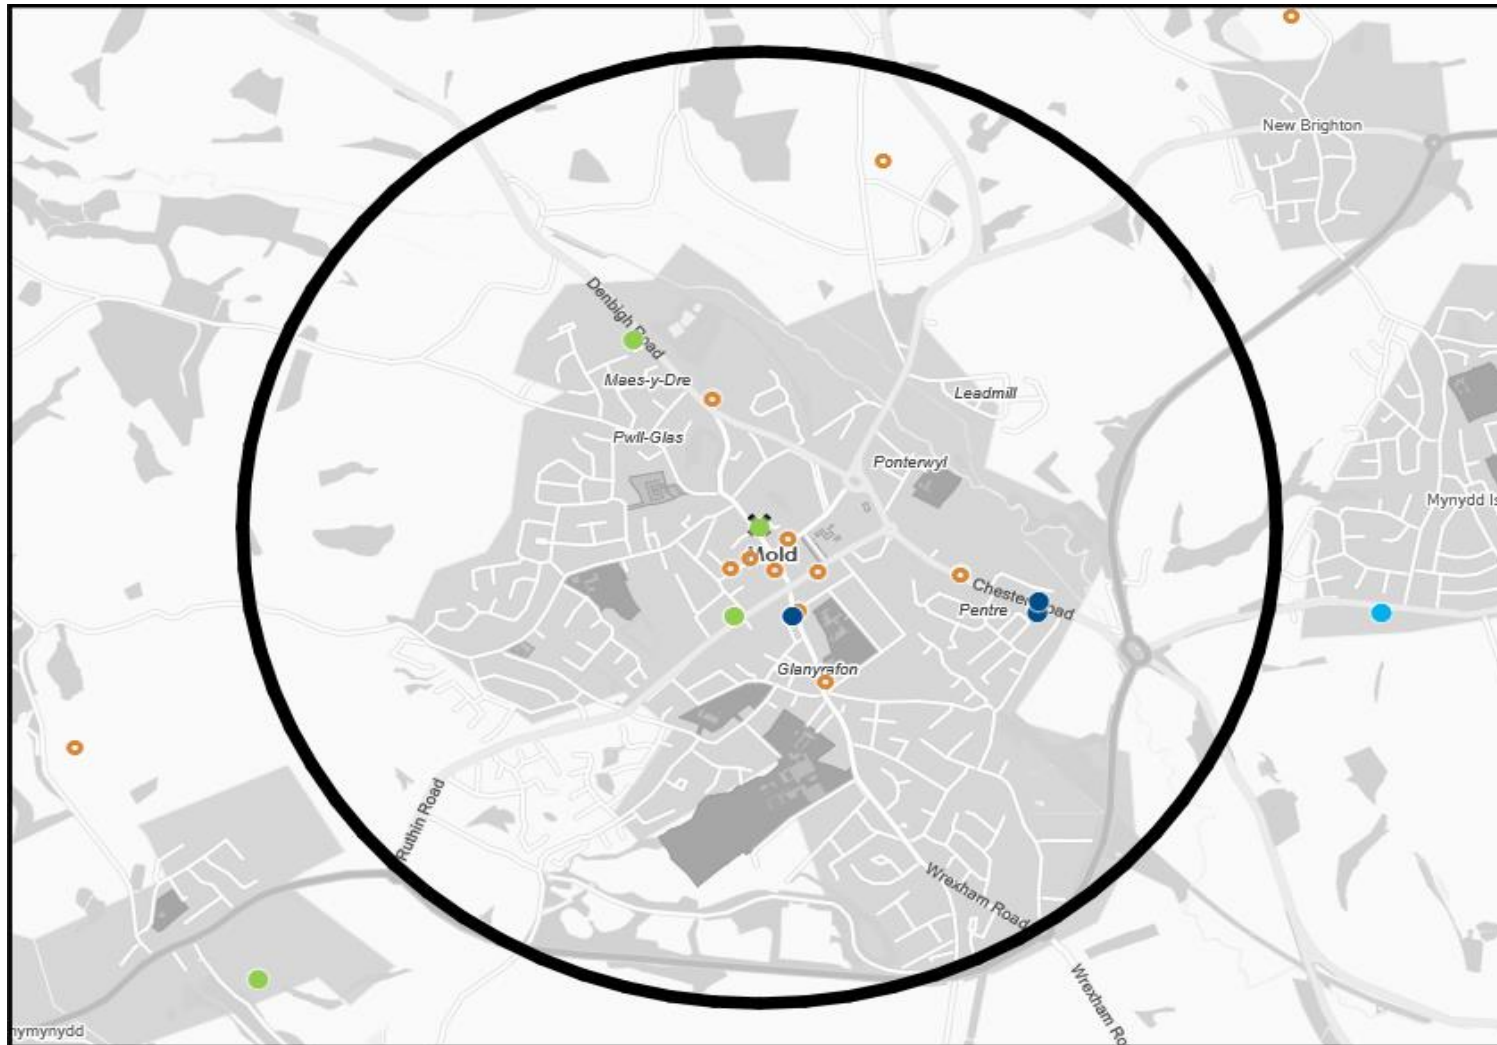 New Brighton
Denbigh Road
Maes-y-Dre
Leadmill
Pwll-Glas
Ponterwyl
Mynydd Is
Mold
Chester Road
Pentre
Glanyrafon
Ruthin Road
Wrexham Road
Wrexham Ro
nymynydd